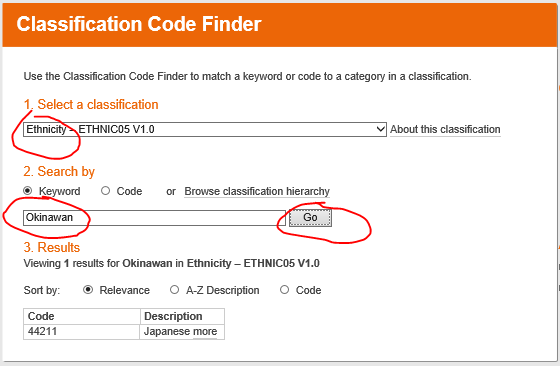 Classification Code Finder
Use the Classification Code Finder to match a keyword or code to a category in a classification.
1. Select a classification
Ethnicity – ETHNIC05 V1.0 About this classification
2. Search by
Keyword Code or Browse classification hierarchy
Okinawan Go
3. Results
Viewing 1 results for Okinawan in Ethnicity – ETHNIC05 V1.0
Sort by: Relevance A-Z Description Code
Code Description
44211 Japanese more